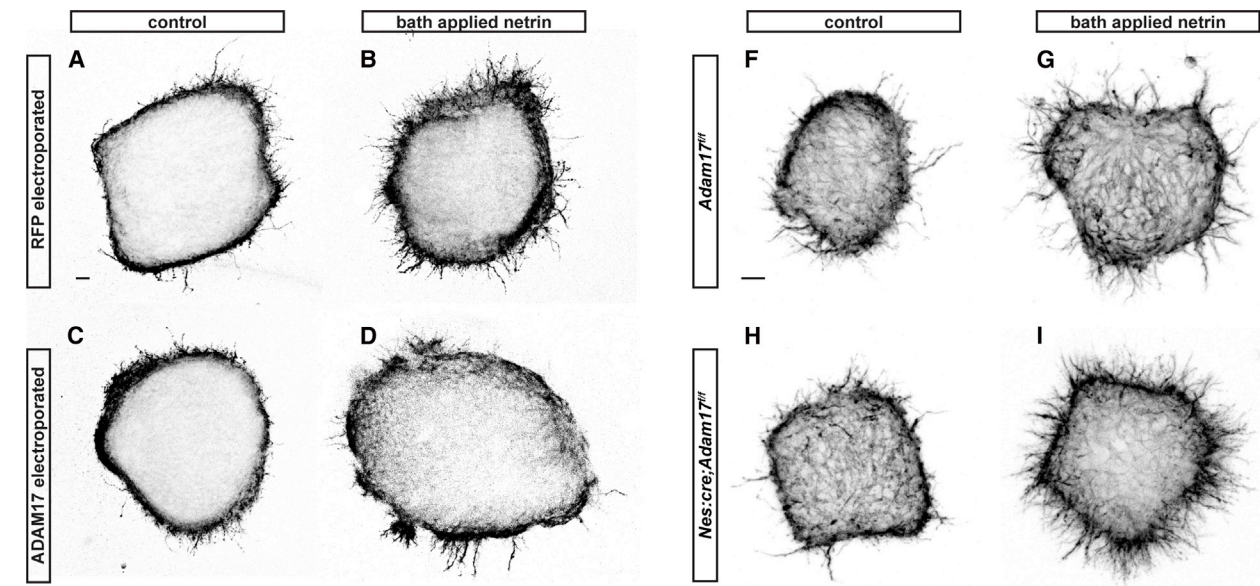 control
bath applied netrin
control
bath applied netrin
RFP electroporated
A
B
Adam17f/f
F
G
ADAM17 electroporated
C
D
Nes:cre;Adam17f/f
H
I